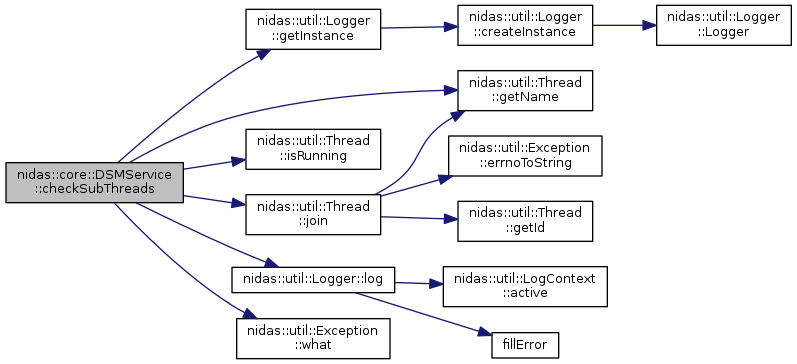 nidas::util::Logger
::getInstance
nidas::util::Logger
::createInstance
nidas::util::Logger
::Logger
nidas::util::Thread
::getName
nidas::util::Thread
::isRunning
nidas::util::Exception
::errnoToString
nidas::core::DSMService
::checkSubThreads
nidas::util::Thread
::join
nidas::util::Thread
::getId
nidas::util::Logger::log
nidas::util::LogContext
::active
nidas::util::Exception
::what
fillError